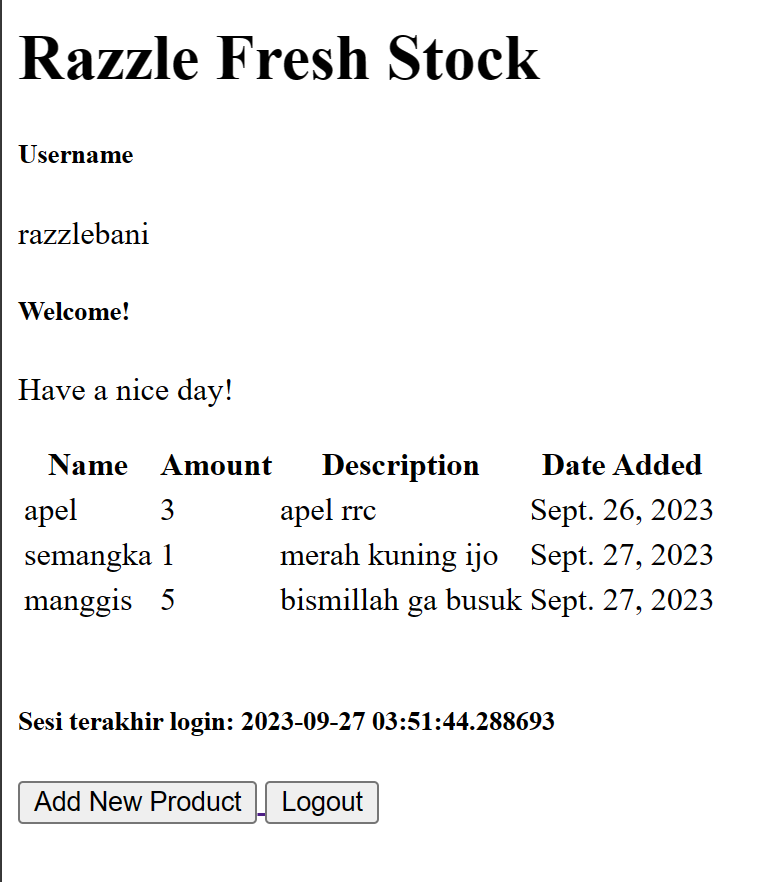 Razzle Fresh Stock
Username
razzlebani
Welcome!
Have a nice day!
Name Amount Description Date Added
apel 3 apel rrc Sept. 26, 2023
semangka 1 merah kuning ijo Sept. 27, 2023
manggis 5 bismillah ga busuk Sept. 27, 2023
Sesi terakhir login: 2023-09-27 03:51:44.288693
Add New Product Logout